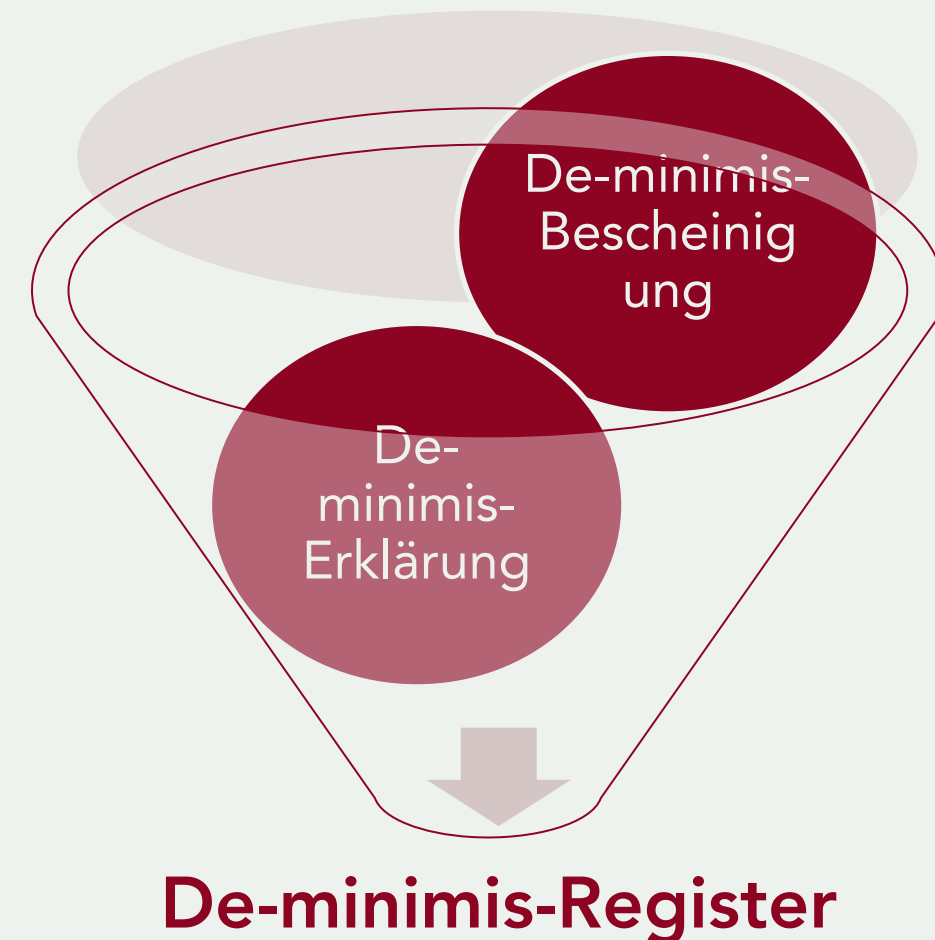 De-minimis-
Bescheinig
ung
De-
minimis-
Erklärung
De-minimis-Register